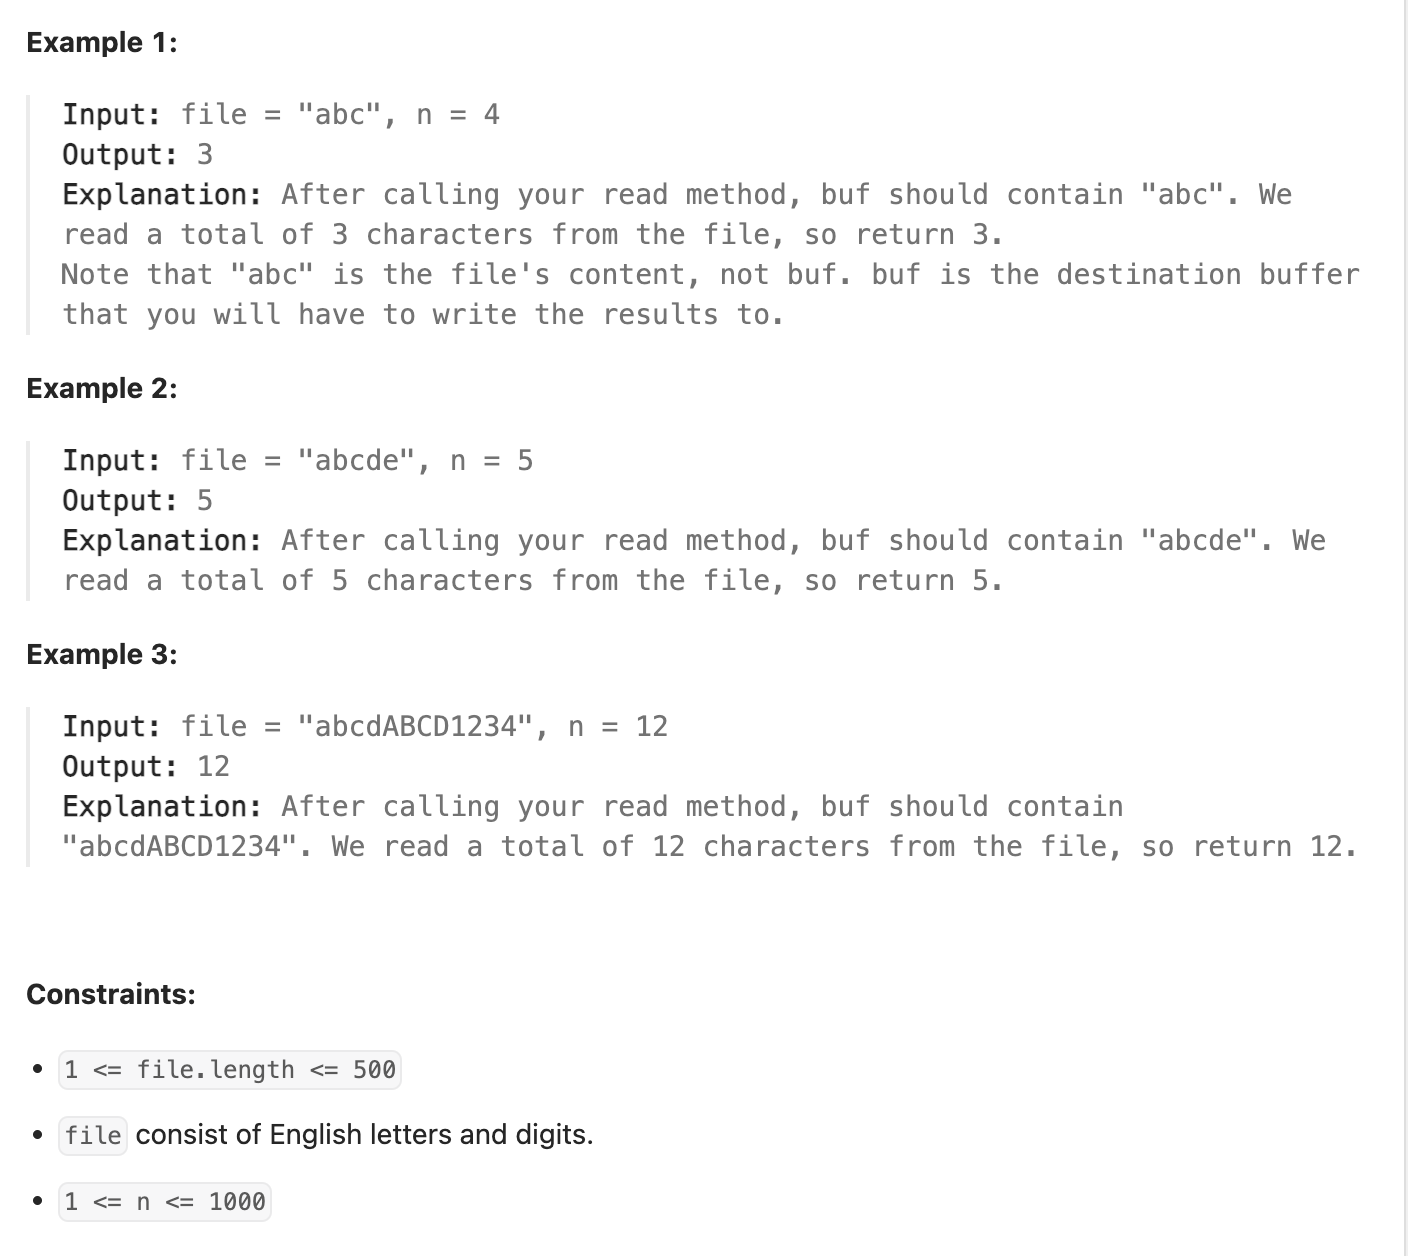 Example 1:
Input: file = "abc", n = 4
Output: 3
Explanation: After calling your read method, buf should contain "abc". We
read a total of 3 characters from the file, so return 3.
Note that "abc" is the file's content, not buf. buf is the destination buffer
that you will have to write the results to.
Example 2:
Input: file = "abcde", n = 5
Output: 5
Explanation: After calling your read method, buf should contain "abcde". We
read a total of 5 characters from the file, so return 5.
Example 3:
Input: file = "abcdABCD1234", n = 12
Output: 12
Explanation: After calling your read method, buf should contain
"abcdABCD1234". We read a total of 12 characters from the file, so return 12.
Constraints:
• 1 <= file.length <= 500
• file consist of English letters and digits.
• 1 <= n <= 1000